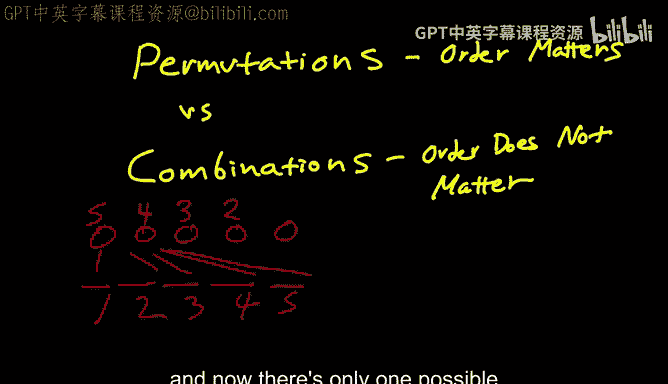 GPT中英字幕课程资源@bilibili.com
GPT中英字幕课程资源 bilibili
Permutations - Order Matters
vs
Combinations - Order Does Not
Matter
5 4 3 2
1 2 3 4 5
and now there's only one possible